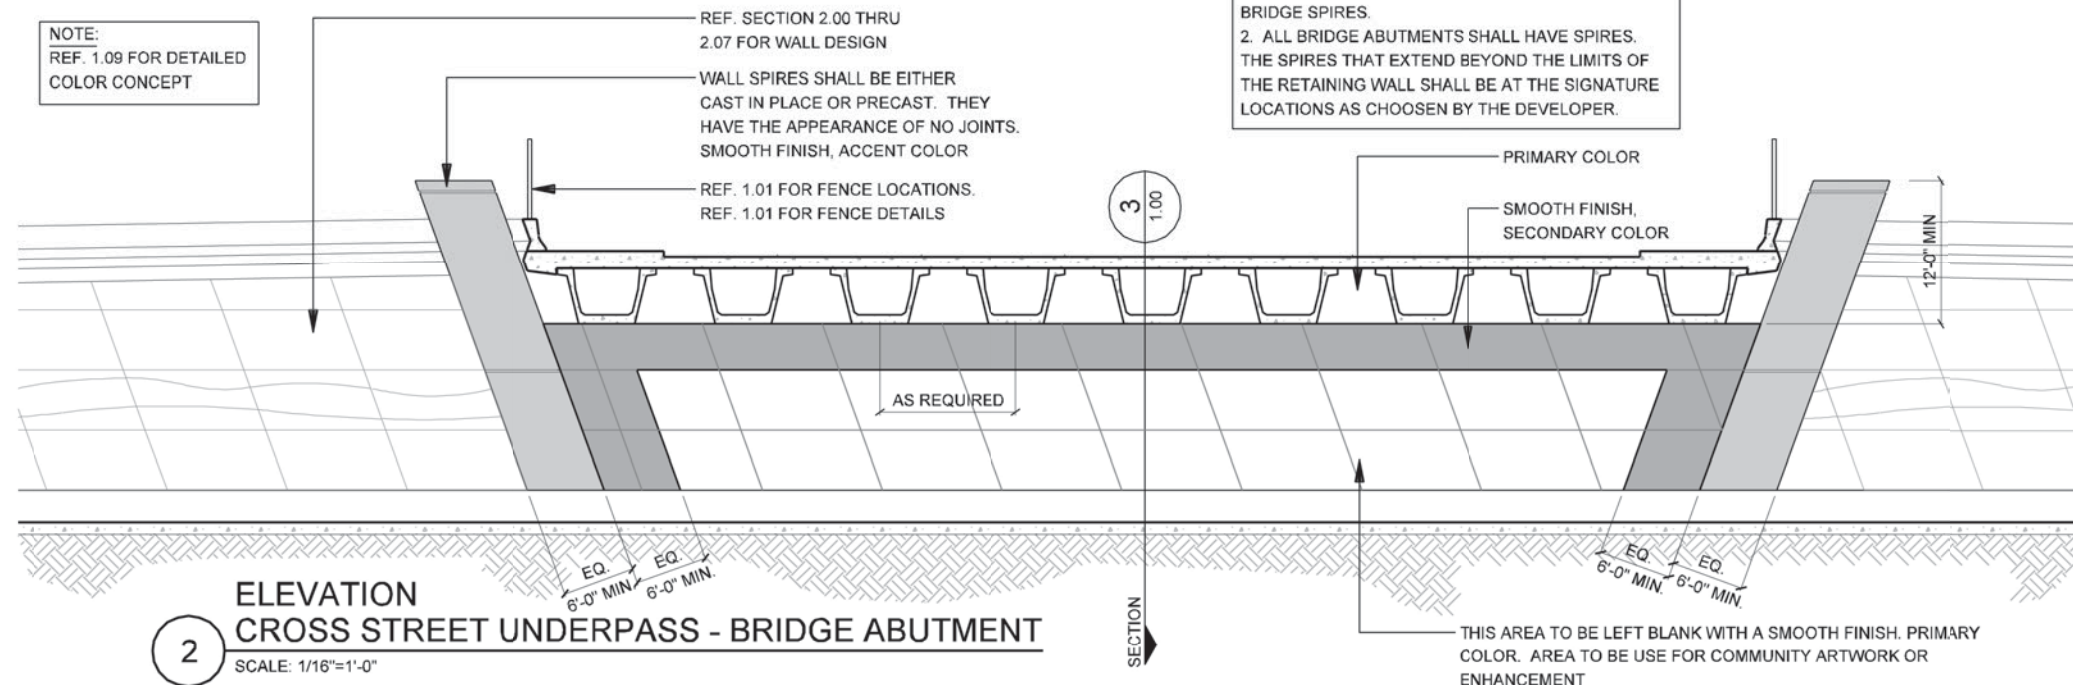 NOTE:
REF. 1.09 FOR DETAILED
COLOR CONCEPT
REF. SECTION 2.00 THRU
2.07 FOR WALL DESIGN
WALL SPIRES SHALL BE EITHER
CAST IN PLACE OR PRECAST. THEY
HAVE THE APPEARANCE OF NO JOINTS.
SMOOTH FINISH, ACCENT COLOR
REF. 1.01 FOR FENCE LOCATIONS.
REF. 1.01 FOR FENCE DETAILS
BRIDGE SPIRES.
2. ALL BRIDGE ABUTMENTS SHALL HAVE SPIRES.
THE SPIRES THAT EXTEND BEYOND THE LIMITS OF
THE RETAINING WALL SHALL BE AT THE SIGNATURE
LOCATIONS AS CHOOSEN BY THE DEVELOPER.
3
1.00
PRIMARY COLOR
SMOOTH FINISH,
SECONDARY COLOR
12'-0" MIN
AS REQUIRED
EQ.
6'-0" MIN.
EQ.
6'-0" MIN.
EQ.
6'-0" MIN.
EQ.
6'-0" MIN.
SECTION
THIS AREA TO BE LEFT BLANK WITH A SMOOTH FINISH. PRIMARY
COLOR. AREA TO BE USE FOR COMMUNITY ARTWORK OR
ENHANCEMENT
2
ELEVATION
CROSS STREET UNDERPASS - BRIDGE ABUTMENT
SCALE: 1/16"=1'-0"